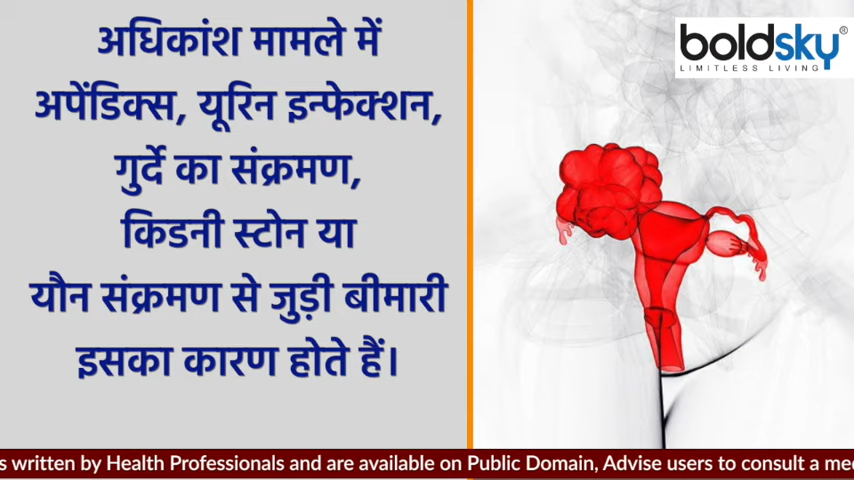 अधिकांश मामले में
अपेंडिक्स, यूरिन इन्फेक्शन,
गुर्दे का संक्रमण,
किडनी स्टोन या
यौन संक्रमण से जुड़ी बीमारी
इसका कारण होते हैं।
boldsky®
LIMITLESS LIVING
s written by Health Professionals and are available on Public Domain, Advise users to consult a med